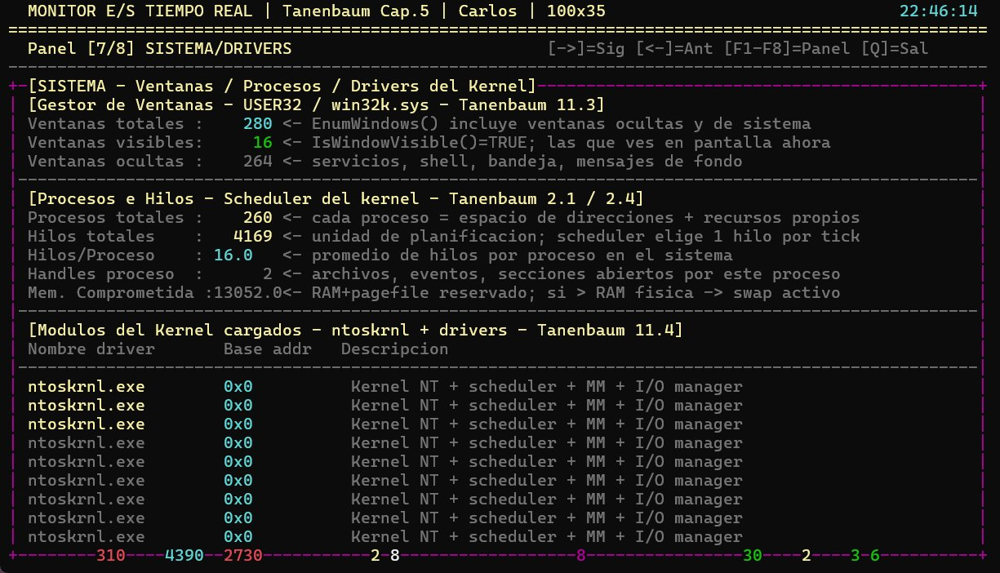 MONITOR E/S TIEMPO REAL | Tanenbaum Cap.5 | Carlos | 100x35 22:46:14
Panel [7/8] SISTEMA/DRIVERS [->]=Sig [<-]=Ant [F1-F8]=Panel [Q]=Sal
[SISTEMA - Ventanas / Procesos / Drivers del Kernel]
[Gestor de Ventanas - USER32 / win32k.sys - Tanenbaum 11.3]
Ventanas totales : 280 <- EnumWindows() incluye ventanas ocultas y de sistema
Ventanas visibles: 16 <- IsWindowVisible()=TRUE; las que ves en pantalla ahora
Ventanas ocultas : 264 <- servicios, shell, bandeja, mensajes de fondo
[Procesos e Hilos - Scheduler del kernel - Tanenbaum 2.1 / 2.4]
Procesos totales : 260 <- cada proceso = espacio de direcciones + recursos propios
Hilos totales : 4169 <- unidad de planificacion; scheduler elige 1 hilo por tick
Hilos/Proceso : 16.0 <- promedio de hilos por proceso en el sistema
Handles proceso : 2 <- archivos, eventos, secciones abiertos por este proceso
Mem. Comprometida :13052.0<- RAM+pagefile reservado; si > RAM fisica -> swap activo
[Modulos del Kernel cargados - ntoskrnl + drivers - Tanenbaum 11.4]
Nombre driver Base addr Descripcion
ntoskrnl.exe 0x0 Kernel NT + scheduler + MM + I/O manager
ntoskrnl.exe 0x0 Kernel NT + scheduler + MM + I/O manager
ntoskrnl.exe 0x0 Kernel NT + scheduler + MM + I/O manager
ntoskrnl.exe 0x0 Kernel NT + scheduler + MM + I/O manager
ntoskrnl.exe 0x0 Kernel NT + scheduler + MM + I/O manager
ntoskrnl.exe 0x0 Kernel NT + scheduler + MM + I/O manager
ntoskrnl.exe 0x0 Kernel NT + scheduler + MM + I/O manager
ntoskrnl.exe 0x0 Kernel NT + scheduler + MM + I/O manager
ntoskrnl.exe 0x0 Kernel NT + scheduler + MM + I/O manager
310 4390 2730 2 8 8 30 2 3 6